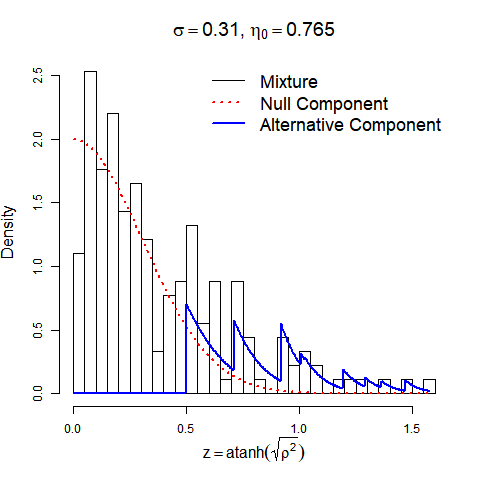 σ = 0.31, η₀ = 0.765
Mixture
Null Component
Alternative Component
Density
2.5
2.0
1.5
1.0
0.5
0.0
0.0 0.5 1.0 1.5
z = atanh(√ρ²)